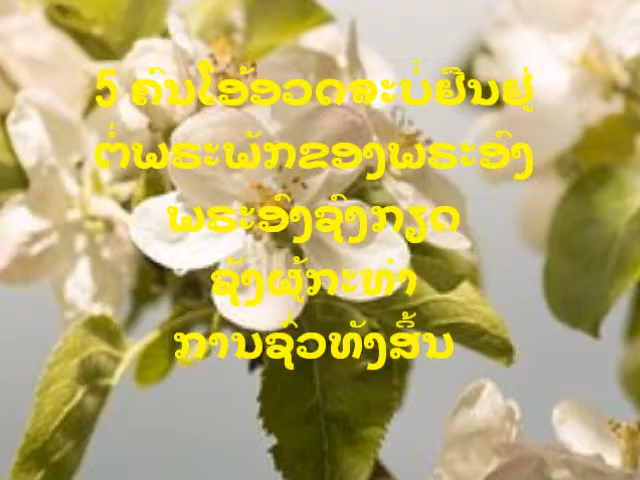 5 ຄົນໂອ້ອວດຈະບໍ່ຢືນຢູ່
ຕໍ່ພຣະພັກຂອງພຣະອົງ
ພຣະອົງຊົງກຽດ
ຊັງຜູ້ກະທຳ
ການຊົ່ວທັງສິ້ນ